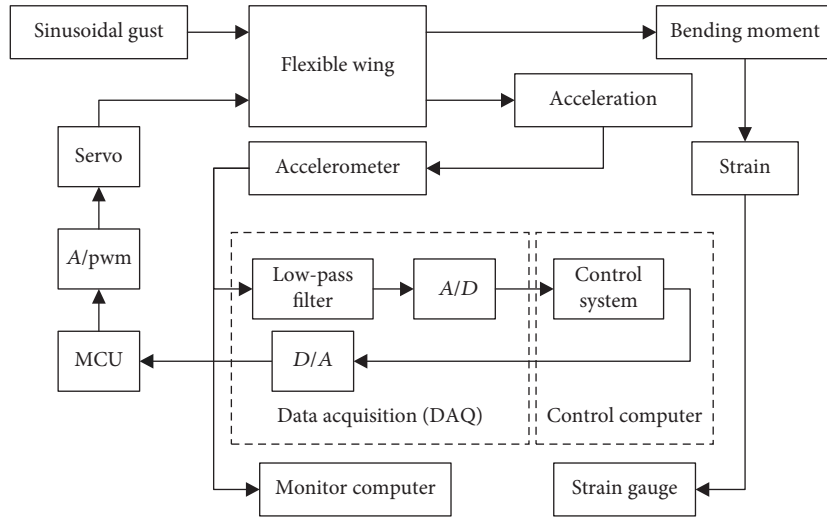 Sinusoidal gust
Flexible wing
Bending moment
Acceleration
Servo
Accelerometer
Strain
A/pwm
Low-pass
filter
A/D
Control
system
MCU
D/A
Data acquisition (DAQ)
Control computer
Monitor computer
Strain gauge